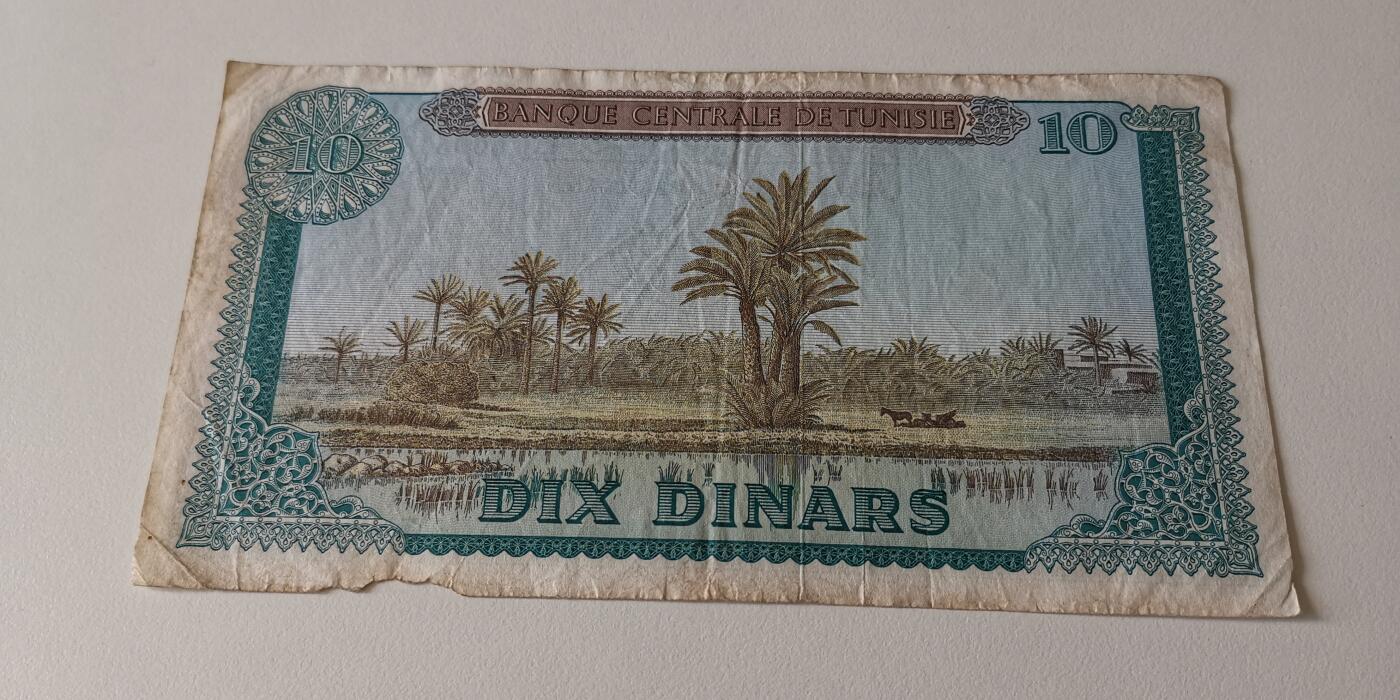 10
BANQUE CENTRALE DE TUNISIE
10
DIX DINARS